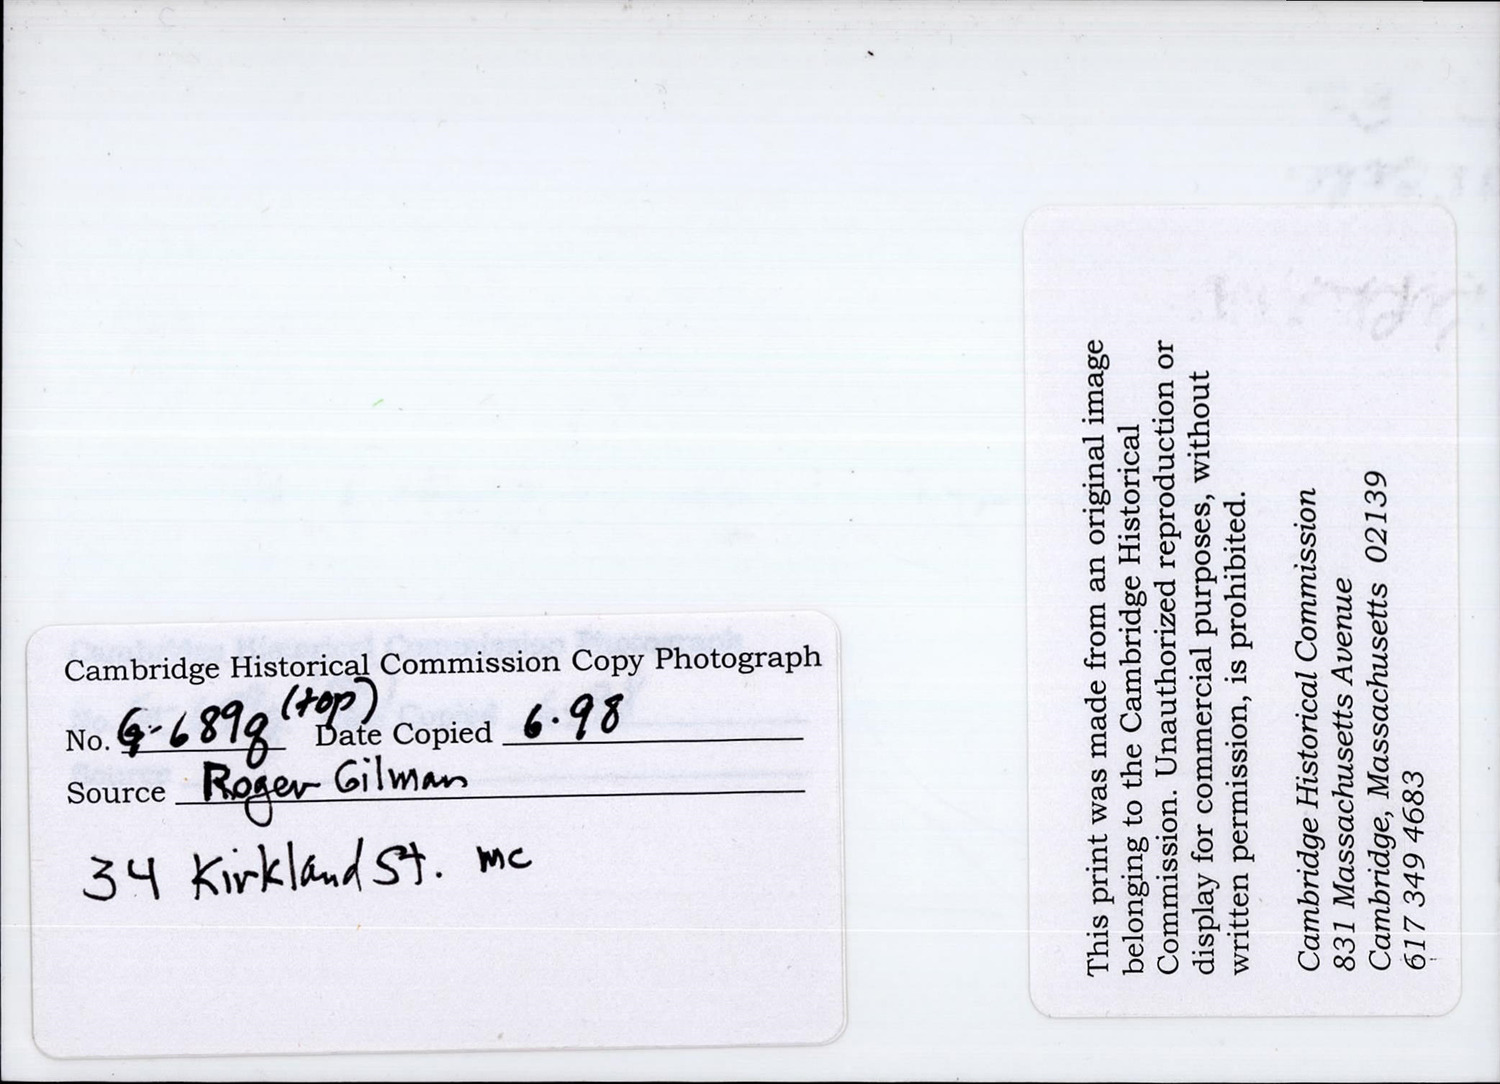 Cambridge Historical Commission Copy Photograph
No. G-689g (top) Date Copied 6.98
Source Roger Gilman
34 Kirkland St. mc
This print was made from an original image
belonging to the Cambridge Historical
Commission. Unauthorized reproduction or
display for commercial purposes, without
written permission, is prohibited.
Cambridge Historical Commission
831 Massachusetts Avenue
Cambridge, Massachusetts 02139
617 349 4683